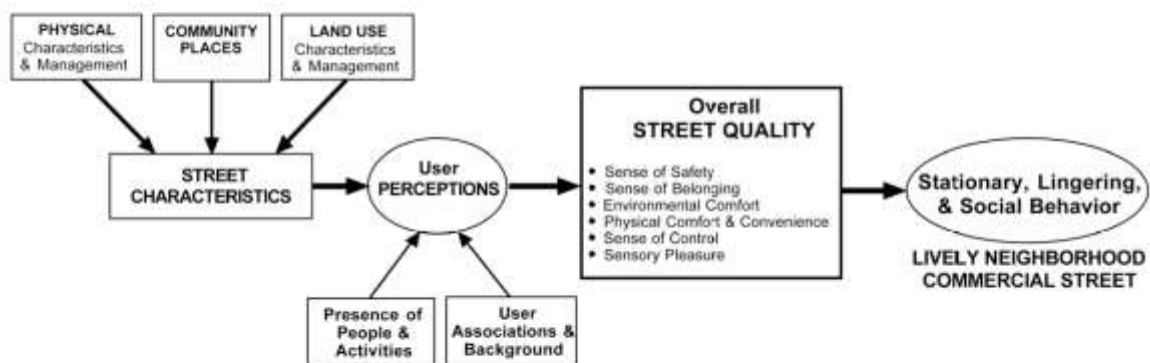 PHYSICAL
Characteristics
& Management
COMMUNITY
PLACES
LAND USE
Characteristics
& Management
STREET
CHARACTERISTICS
User
PERCEPTIONS
Presence of
People &
Activities
User
Associations &
Background
Overall
STREET QUALITY
• Sense of Safety
• Sense of Belonging
• Environmental Comfort
• Physical Comfort & Convenience
• Sense of Control
• Sensory Pleasure
Stationary, Lingering,
& Social Behavior
LIVELY NEIGHBORHOOD
COMMERCIAL STREET